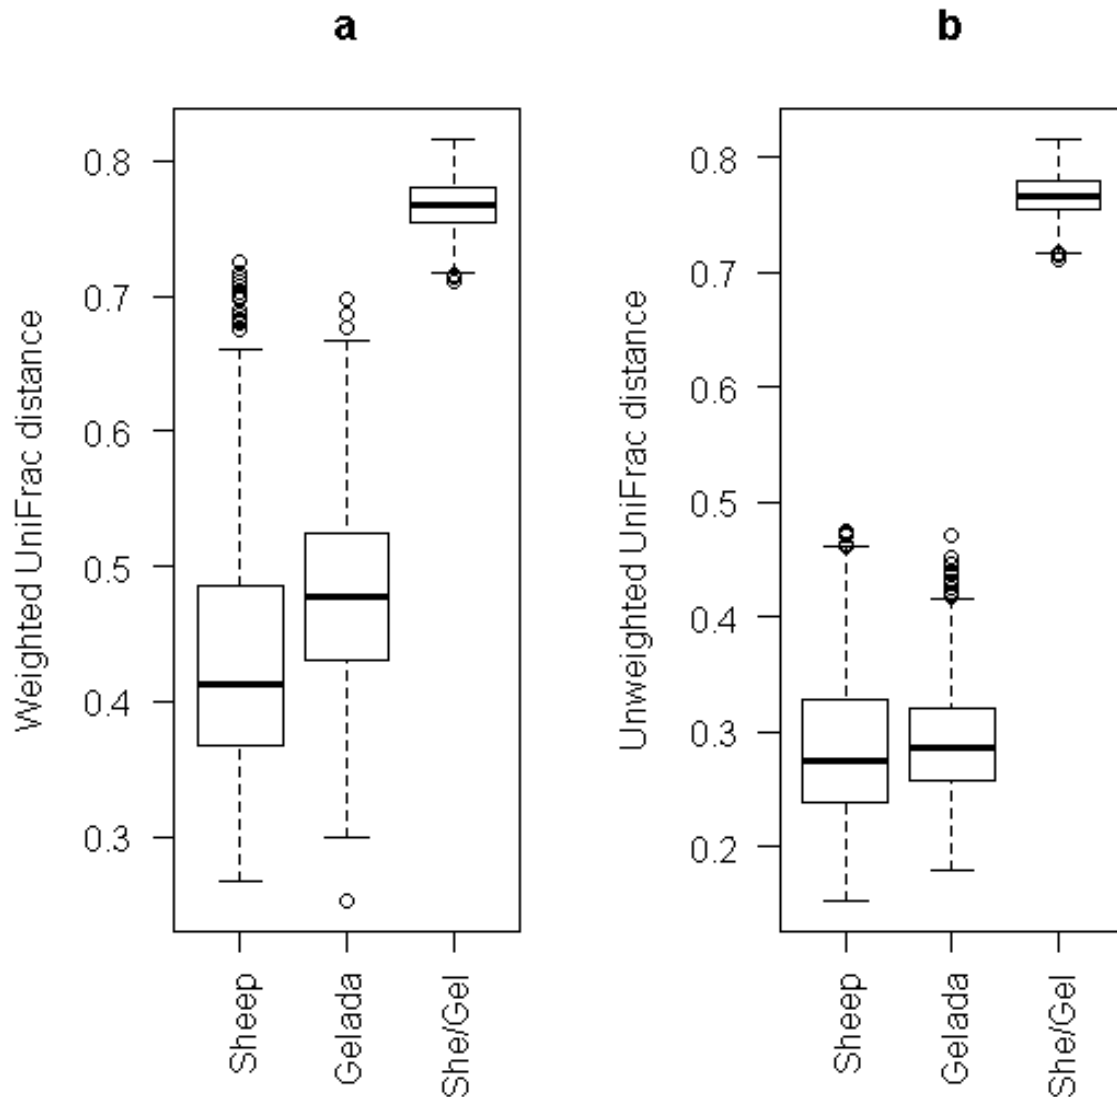 a
Weighted UniFrac distance
0.8
0.7
0.6
0.5
0.4
0.3
Sheep
Gelada
She/Gel
b
Unweighted UniFrac distance
0.8
0.7
0.6
0.5
0.4
0.3
0.2
Sheep
Gelada
She/Gel